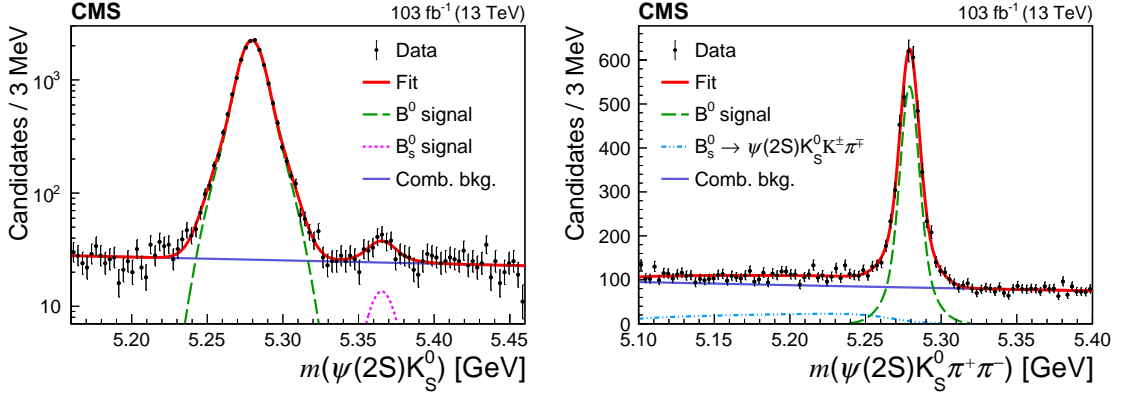 CMS 103 fb⁻¹ (13 TeV)
Candidates / 3 MeV
10³
10²
10
Data
Fit
B⁰ signal
B⁰ₛ signal
Comb. bkg.
5.20 5.25 5.30 5.35 5.40 5.45
m(ψ(2S)K⁰_S) [GeV]
CMS 103 fb⁻¹ (13 TeV)
Candidates / 3 MeV
600
500
400
300
200
100
0
Data
Fit
B⁰ signal
B⁰ₛ → ψ(2S)K⁰_S K^±π^∓
Comb. bkg.
5.10 5.15 5.20 5.25 5.30 5.35 5.40
m(ψ(2S)K⁰_S π⁺π⁻) [GeV]